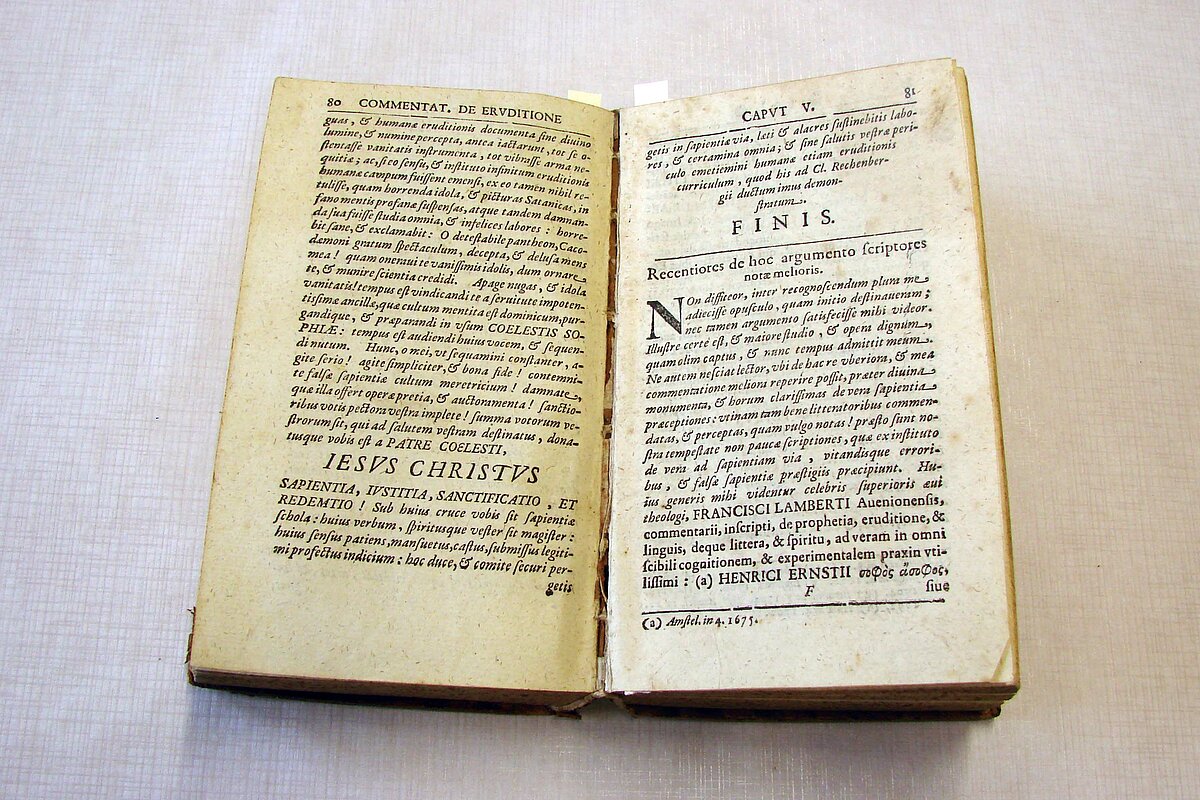 80 COMMENTAT. DE ERVDITIONE
guas, & humanæ eruditionis documenta sine divino
lumine, & numine percepta, antea iactarunt, tot se o-
stentasse vanitatis instrumenta, tot vibrasse arma ne-
quitiæ; ac, si eo sensu, & instituto infinitum eruditionis
humanæ campum fuissent emensi, ex eo tamen nihil re-
tulisse, quam horrenda idola, & picturas Satanicas, in
fano mentis profanæ suspensas, atque tandem damnan-
da sua fuisse studia omnia, & infelices labores: horre-
bit sane, & exclamabit: O detestabile pantheon, Caco-
dæmoni gratum spectaculum, decepta, & delusa mens
mea! quam oneraui te vanissimis idolis, dum ornare
te, & munire scientia credidi. Apage nugas, & idola
vanitatis! tempus est vindicandi te a seruitute impoten-
tissimæ ancillæ, quæ cultum mentita est dominicum, pur-
gandique, & præparandi in vsum COELESTIS SO-
PHIÆ: tempus est audiendi huius vocem, & sequen-
di nutum. Hunc, o mei, vt sequamini constanter, a-
gite serio! agite simpliciter, & bona fide! contemni-
te falsæ sapientiæ cultum meretricium! damnate,
quæ illa offert operæ pretia, & auctoramenta! sanctio-
ribus votis pectora vestra implete! summa votorum ve-
strorum sit, qui ad salutem vestram destinatus, dona-
tusque vobis est a PATRE COELESTI,
IESVS CHRISTVS
SAPIENTIA, IVSTITIA, SANCTIFICATIO, ET
REDEMTIO! Sub huius cruce vobis sit sapientiæ
schola: huius verbum, spiritusque vester sit magister:
huius sensus patiens, mansuetus, castus, submissus legiti-
mi profectus indicium: hoc duce, & comite securi per-
getis
CAPVT V. 81
getis in sapientiæ via, læti & alacres sustinebitis labo-
res, & certamina omnia; & sine salutis vestræ peri-
culo emetiemini humanæ etiam eruditionis
curriculum, quod his ad Cl. Rechenber-
gii ductum imus demon-
stratum.
FINIS.
Recentiores de hoc argumento scriptores
notæ melioris.
NOn diffiteor, inter recognoscendum plura me
adiecisse opusculo, quam initio destinaueram;
nec tamen argumento satisfecisse mihi videor.
Illustre certe est, & maiore studio, & opera dignum,
quam olim captus, & nunc tempus admittit meum.
Ne autem nesciat lector, vbi de hac re vberiora, & mea
commentatione meliora reperire possit, præter diuina
monumenta, & horum clarissimas de vera sapientia
præceptiones: vtinam tam bene litteratoribus commen-
datas, & perceptas, quam vulgo notas! præsto sunt no-
stra tempestate non paucæ scriptiones, quæ ex instituto
de vera ad sapientiam via, vitandisque errori-
bus, & falsæ sapientiæ præstigiis præcipiunt. Hu-
ius generis mihi videntur celebris superioris æui
theologi, FRANCISCI LAMBERTI Auenionensis,
commentarii, inscripti, de prophetia, eruditione, &
linguis, deque littera, & spiritu, ad veram in omni
scibili cogaitionem, & experimentalem praxin vti-
lissimi: (a) HENRICI ERNSTII σοφὸς ἄσοφος,
F siue
(a) Amstel. in 4. 1675.